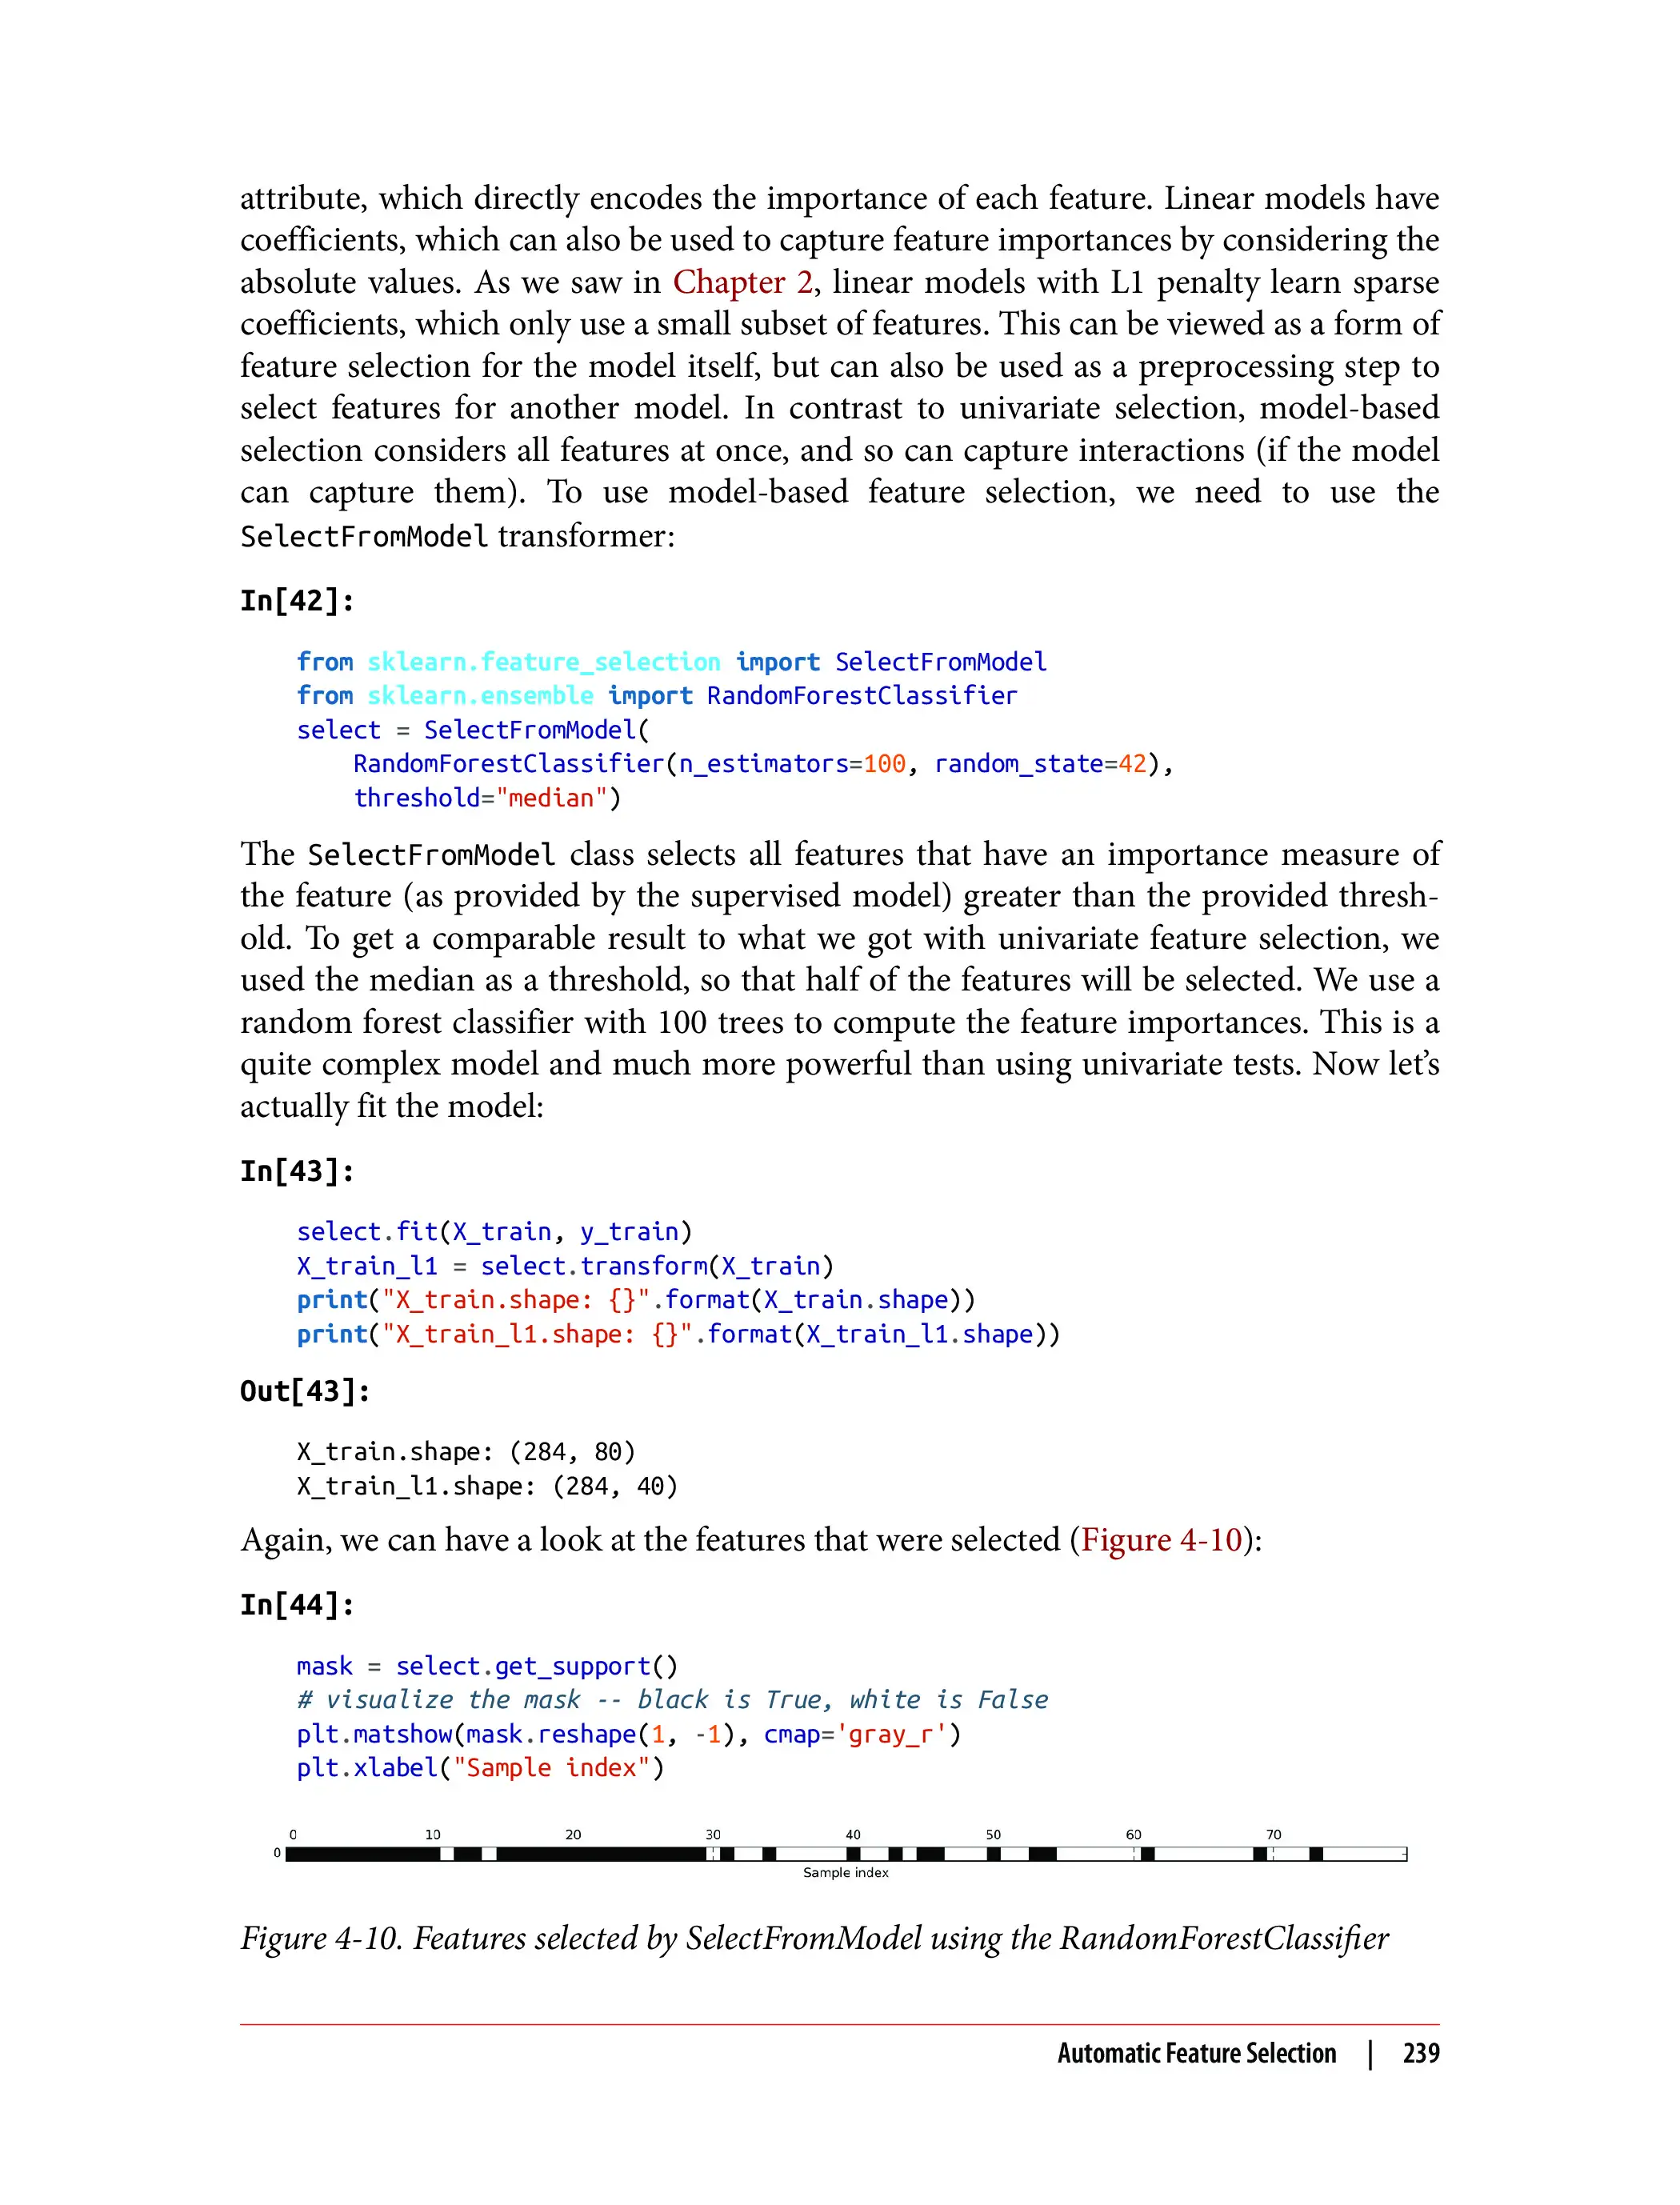 attribute, which directly encodes the importance of each feature. Linear models have
coefficients, which can also be used to capture feature importances by considering the
absolute values. As we saw in Chapter 2, linear models with L1 penalty learn sparse
coefficients, which only use a small subset of features. This can be viewed as a form of
feature selection for the model itself, but can also be used as a preprocessing step to
select features for another model. In contrast to univariate selection, model-based
selection considers all features at once, and so can capture interactions (if the model
can capture them). To use model-based feature selection, we need to use the
SelectFromModel transformer:
In[42]:
from sklearn.feature_selection import SelectFromModel
from sklearn.ensemble import RandomForestClassifier
select = SelectFromModel(
    RandomForestClassifier(n_estimators=100, random_state=42),
    threshold="median")
The SelectFromModel class selects all features that have an importance measure of
the feature (as provided by the supervised model) greater than the provided thresh-
old. To get a comparable result to what we got with univariate feature selection, we
used the median as a threshold, so that half of the features will be selected. We use a
random forest classifier with 100 trees to compute the feature importances. This is a
quite complex model and much more powerful than using univariate tests. Now let’s
actually fit the model:
In[43]:
select.fit(X_train, y_train)
X_train_l1 = select.transform(X_train)
print("X_train.shape: {}".format(X_train.shape))
print("X_train_l1.shape: {}".format(X_train_l1.shape))
Out[43]:
X_train.shape: (284, 80)
X_train_l1.shape: (284, 40)
Again, we can have a look at the features that were selected (Figure 4-10):
In[44]:
mask = select.get_support()
# visualize the mask -- black is True, white is False
plt.matshow(mask.reshape(1, -1), cmap='gray_r')
plt.xlabel("Sample index")
0 10 20 30 40 50 60 70
0
Sample index
Figure 4-10. Features selected by SelectFromModel using the RandomForestClassifier
Automatic Feature Selection | 239